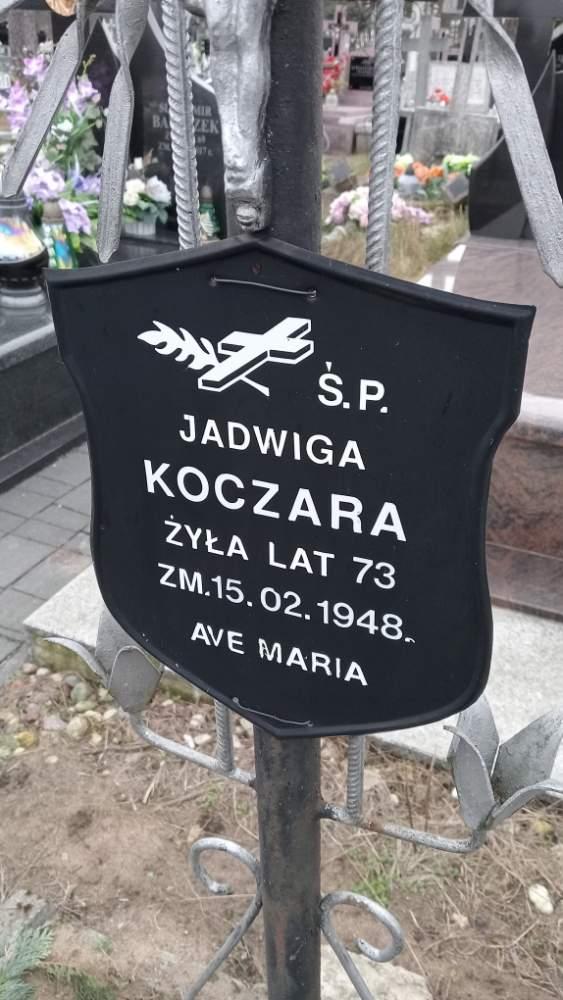 Ś.P.
JADWIGA
KOCZARA
ŻYŁA LAT 73
ZM.15.02.1948.
AVE MARIA